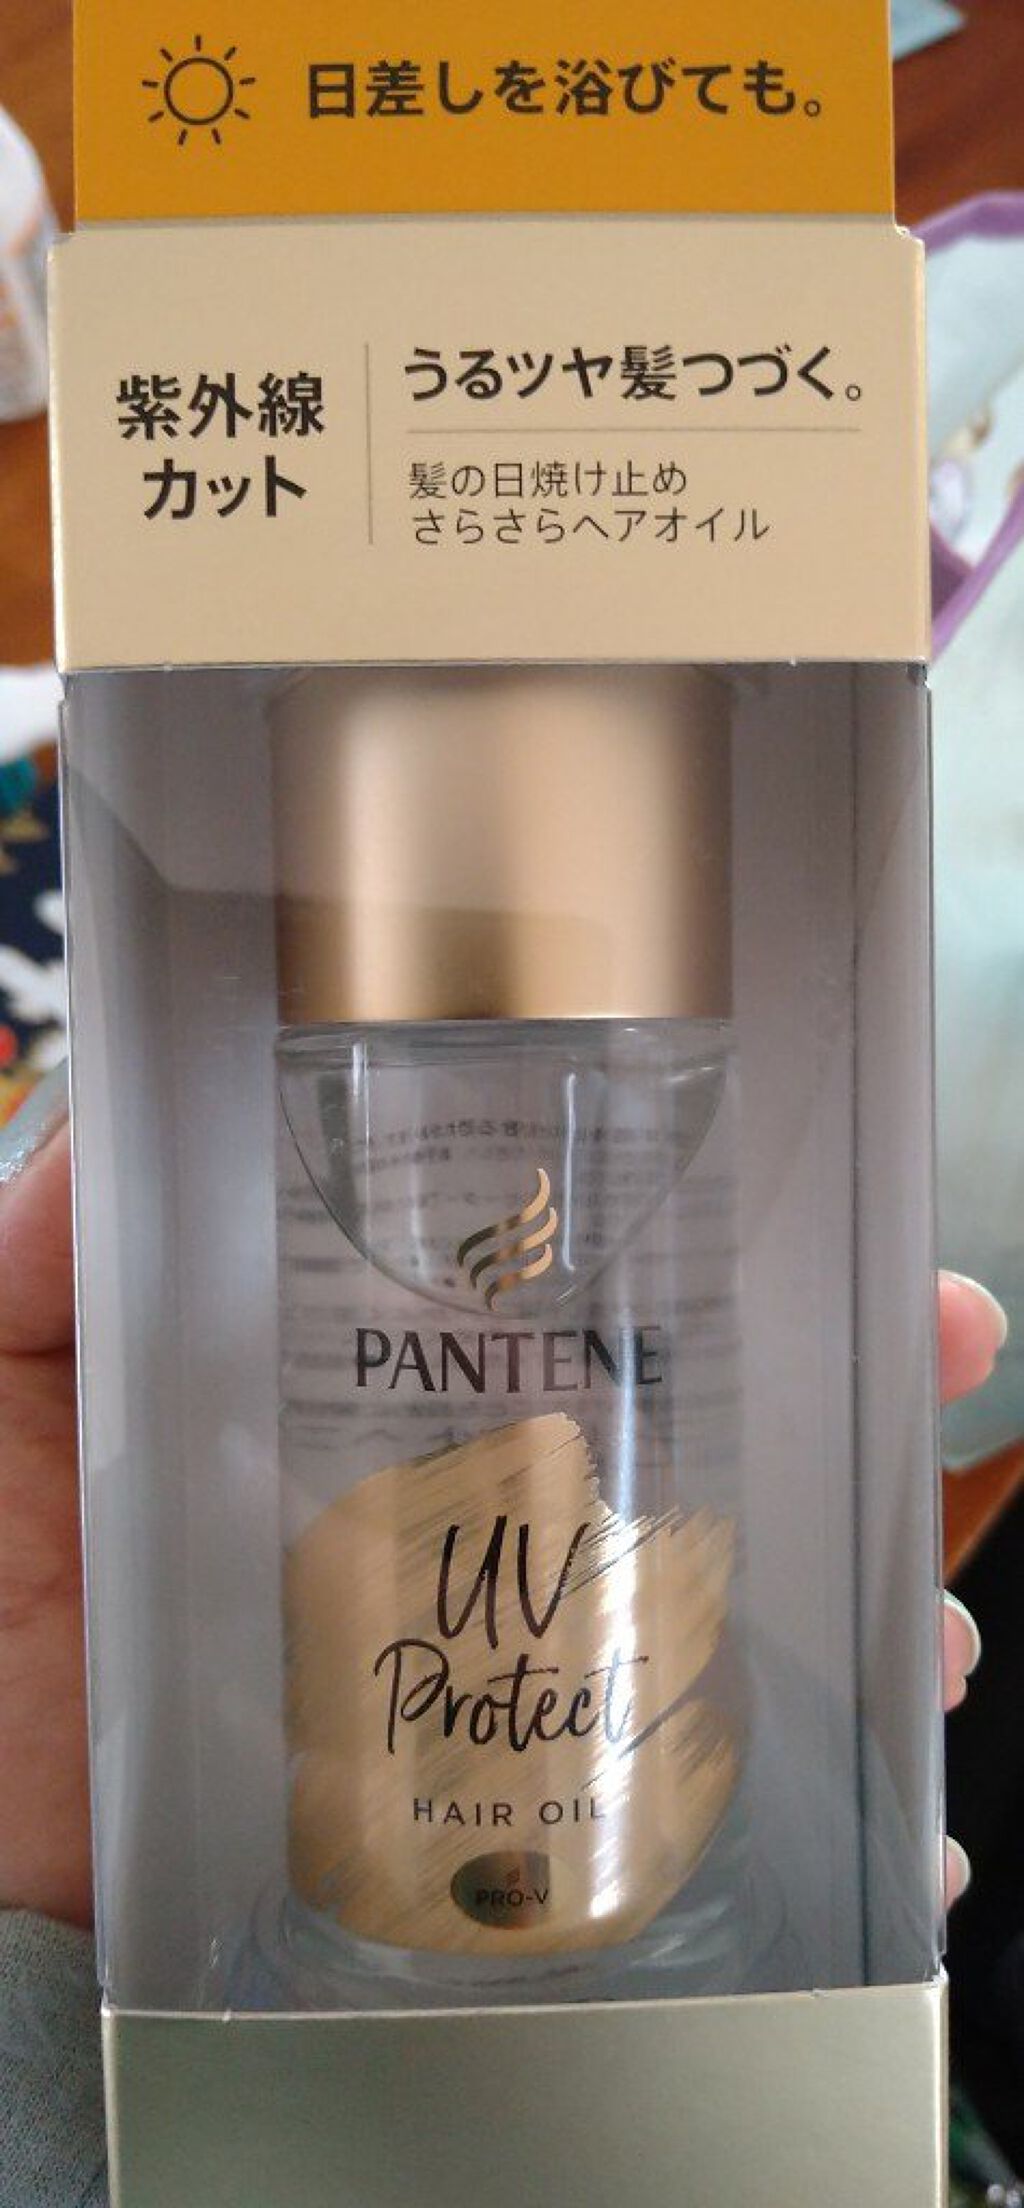 日差しを浴びても。
紫外線
カット
うるツヤ髪つづく。
髪の日焼け止め
さらさらヘアオイル
PANTENE
UV
Protect
HAIR OIL
PRO-V